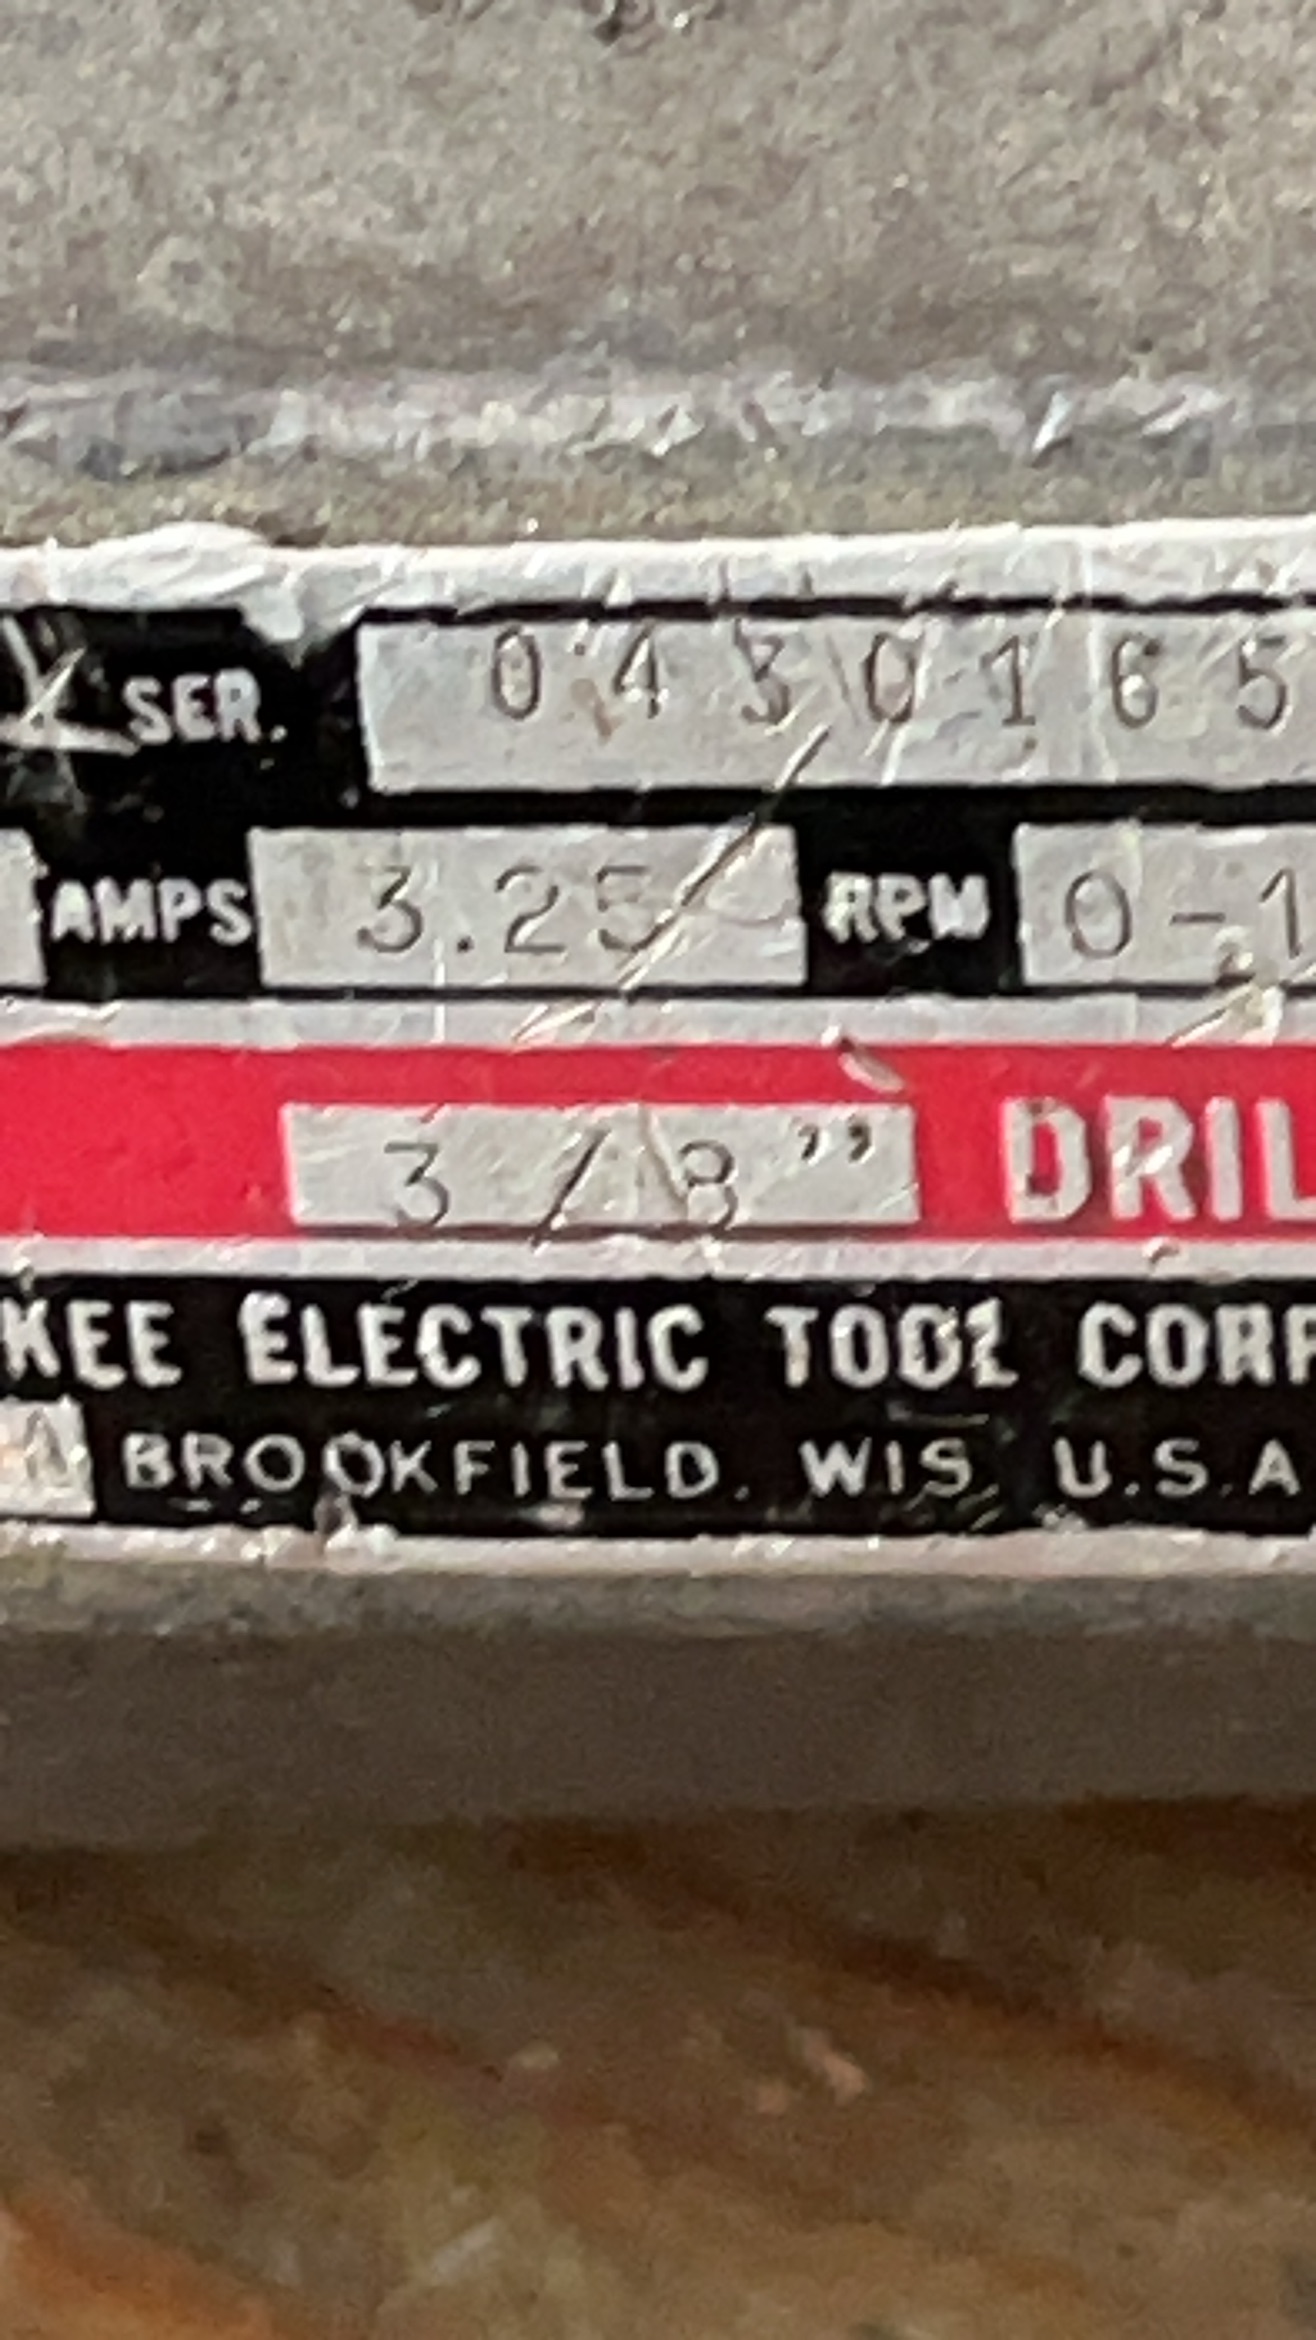 SER. 0430165
AMPS 3.25 RPM 0-1
3/8” DRIL
KEE ELECTRIC TOOL CORP
A BROOKFIELD, WIS. U.S.A